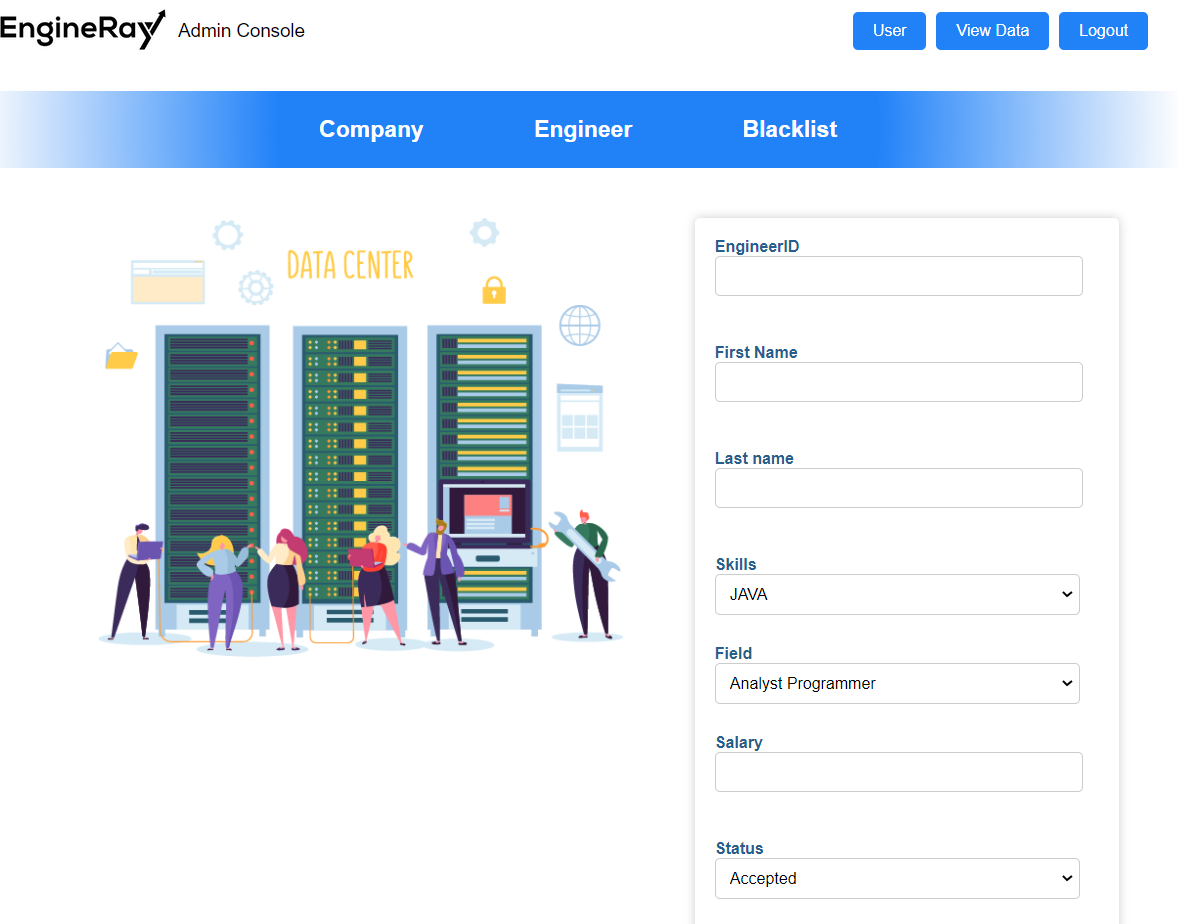 EngineRay Admin Console
User
View Data
Logout
Company
Engineer
Blacklist
DATA CENTER
EngineerID
First Name
Last name
Skills
JAVA
Field
Analyst Programmer
Salary
Status
Accepted